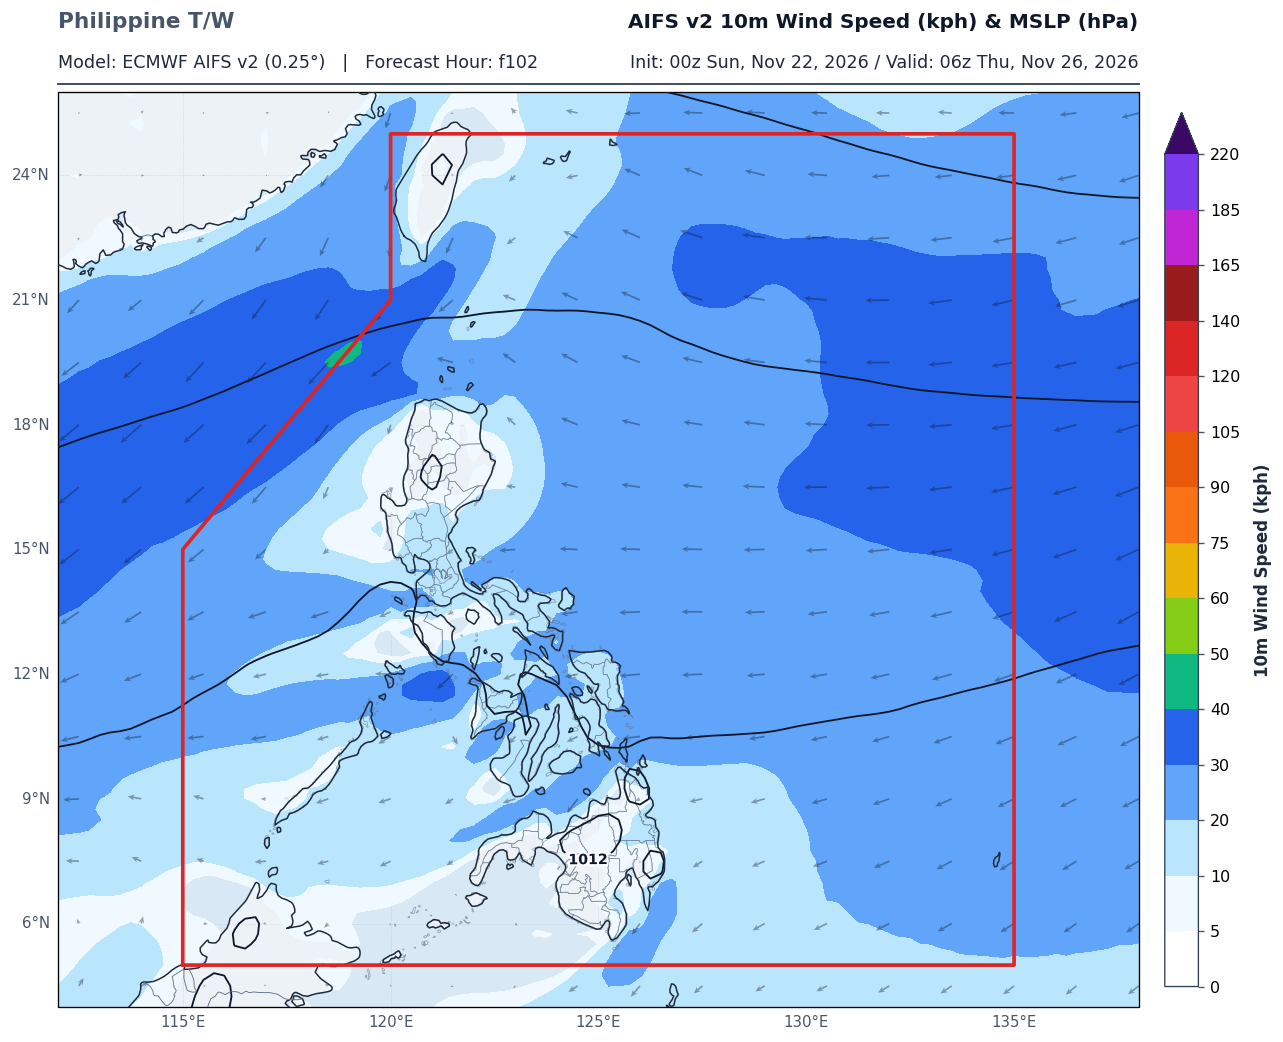 Philippine T/W
AIFS v2 10m Wind Speed (kph) & MSLP (hPa)
Model: ECMWF AIFS v2 (0.25°) | Forecast Hour: f102
Init: 00z Sun, Nov 22, 2026 / Valid: 06z Thu, Nov 26, 2026
24°N
21°N
18°N
15°N
12°N
9°N
6°N
1012
115°E
120°E
125°E
130°E
135°E
220
185
165
140
120
105
90
75
60
50
40
30
20
10
5
0
10m Wind Speed (kph)